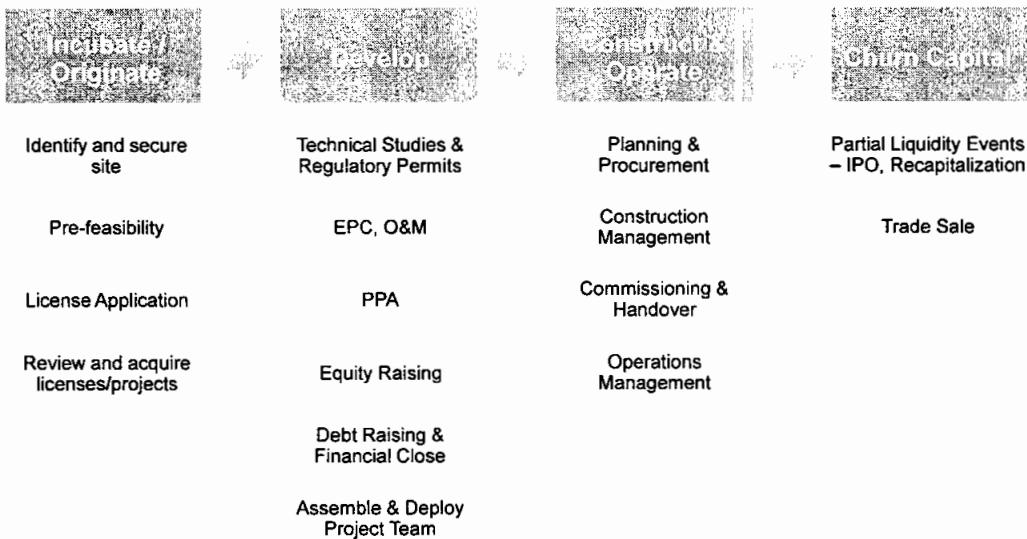 Incubate /
Originate
Develop
Construct &
Operate
Churn Capital
Identify and secure
site
Pre-feasibility
License Application
Review and acquire
licenses/projects
Technical Studies &
Regulatory Permits
EPC, O&M
PPA
Equity Raising
Debt Raising &
Financial Close
Assemble & Deploy
Project Team
Planning &
Procurement
Construction
Management
Commissioning &
Handover
Operations
Management
Partial Liquidity Events
– IPO, Recapitalization
Trade Sale